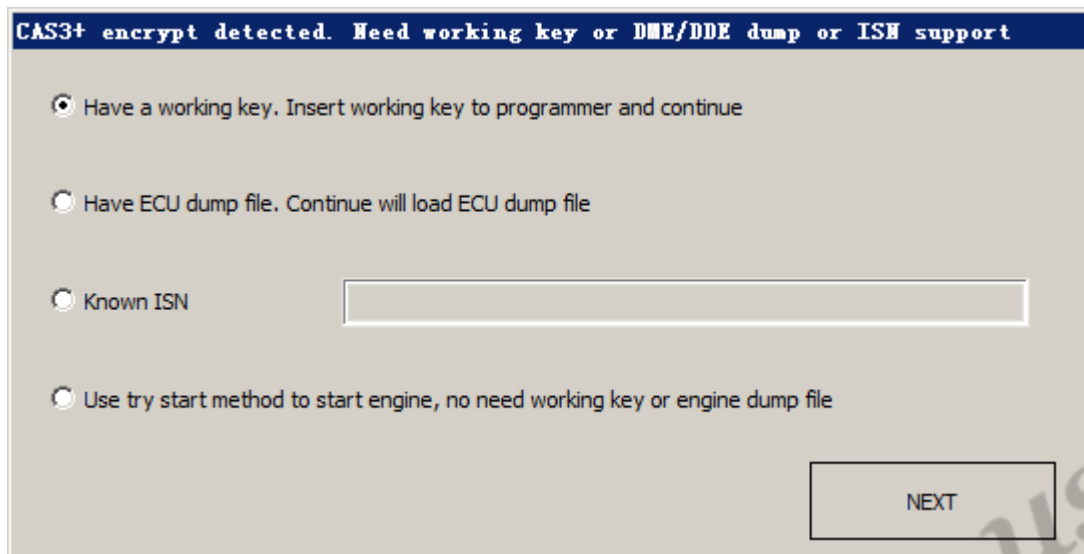 CAS3+ encrypt detected. Need working key or DME/DDE dump or ISN support
Have a working key. Insert working key to programmer and continue
Have ECU dump file. Continue will load ECU dump file
Known ISN
Use try start method to start engine, no need working key or engine dump file
NEXT